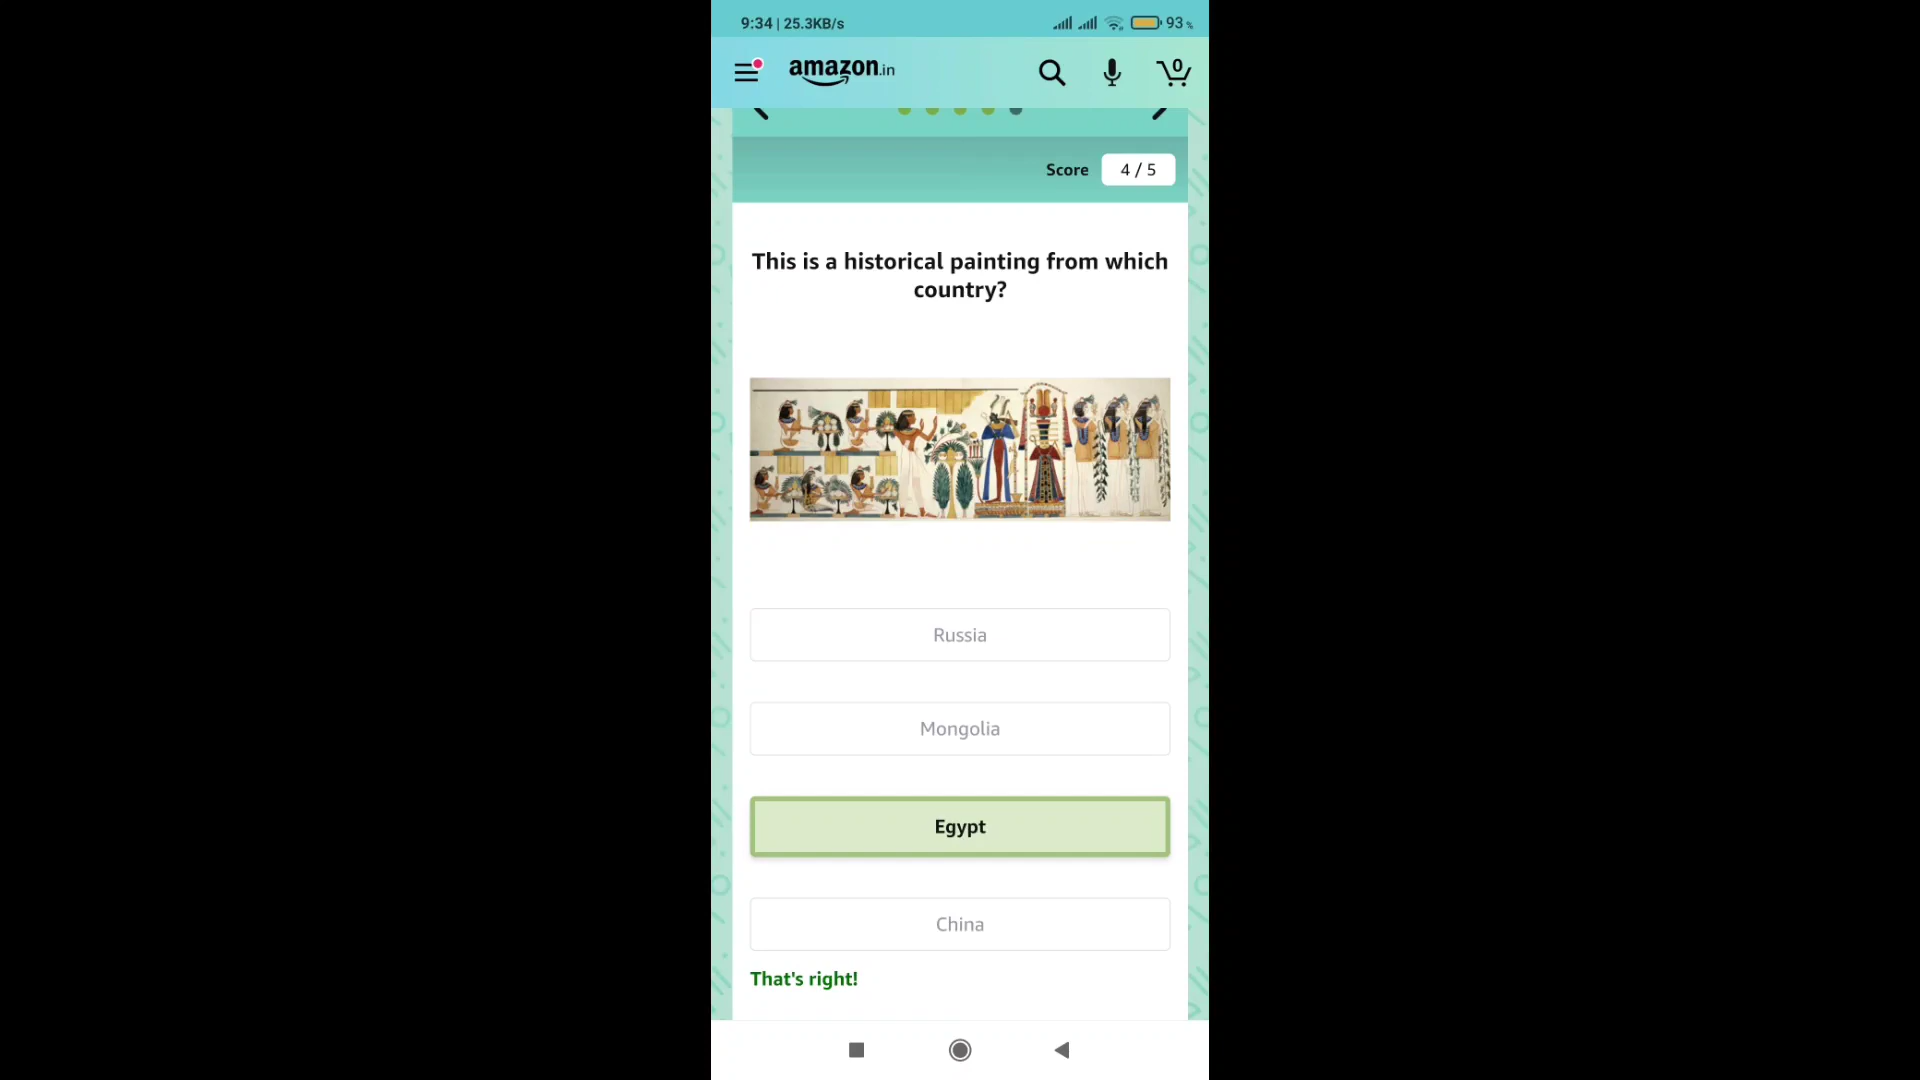 9:34 | 25.3KB/s
93 %
amazon.in
0
Score 4 / 5
This is a historical painting from which
country?
Russia
Mongolia
Egypt
China
That's right!